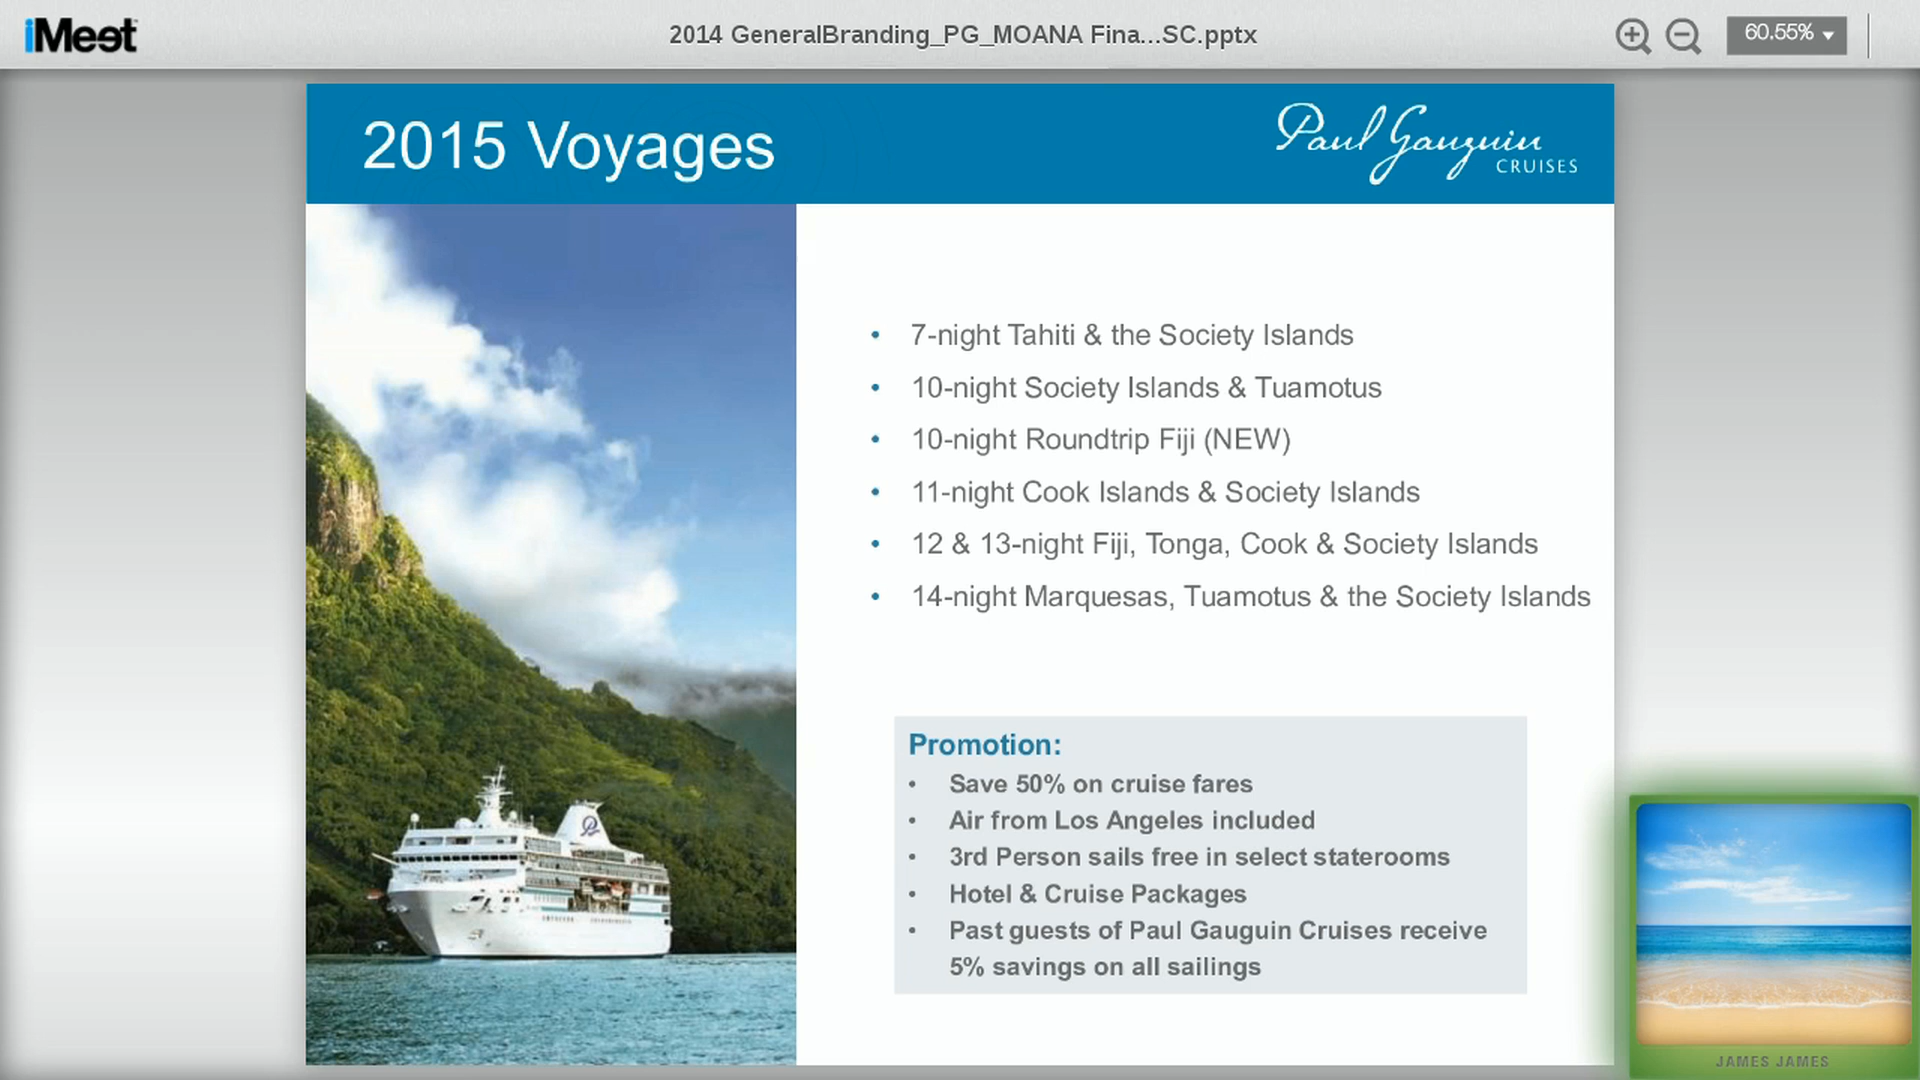 iMeet
2014 GeneralBranding_PG_MOANA Fina...SC.pptx
60.55%
2015 Voyages
Paul Gauguin
CRUISES
• 7-night Tahiti & the Society Islands
• 10-night Society Islands & Tuamotus
• 10-night Roundtrip Fiji (NEW)
• 11-night Cook Islands & Society Islands
• 12 & 13-night Fiji, Tonga, Cook & Society Islands
• 14-night Marquesas, Tuamotus & the Society Islands
Promotion:
• Save 50% on cruise fares
• Air from Los Angeles included
• 3rd Person sails free in select staterooms
• Hotel & Cruise Packages
• Past guests of Paul Gauguin Cruises receive
5% savings on all sailings
JAMES JAMES